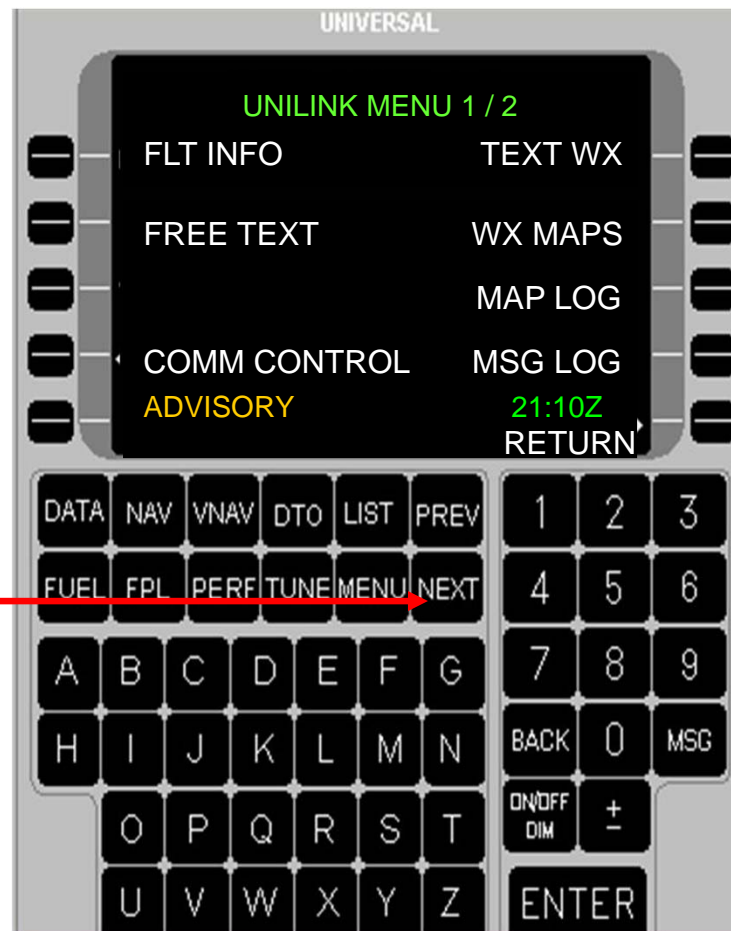 UNIVERSAL
UNILINK MENU 1 / 2
FLT INFO TEXT WX
FREE TEXT WX MAPS
MAP LOG
COMM CONTROL MSG LOG
ADVISORY 21:10Z
RETURN
DATA NAV VNAV DTO LIST PREV 1 2 3
FUEL FPL PERF TUNE MENU NEXT 4 5 6
A B C D E F G 7 8 9
H I J K L M N BACK 0 MSG
O P Q R S T ON/OFF DIM ±
U V W X Y Z ENTER